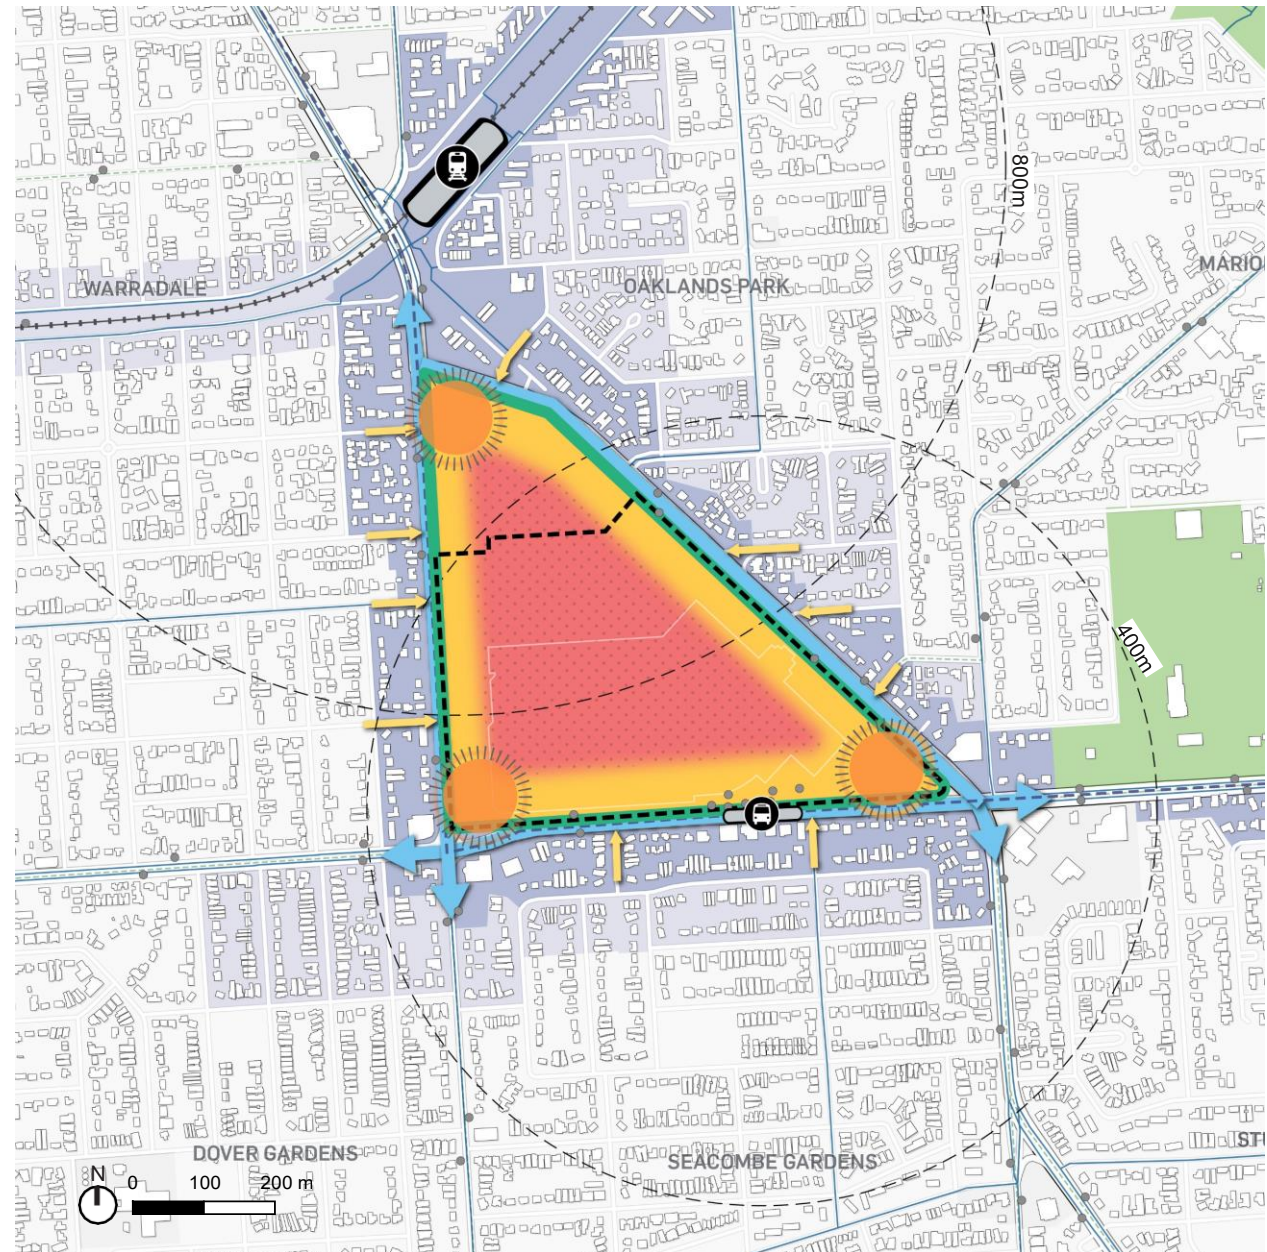 800m
WARRADALE
OAKLANDS PARK
MARIO
400m
DOVER GARDENS
SEACOMBE GARDENS
STU
N
0 100 200 m